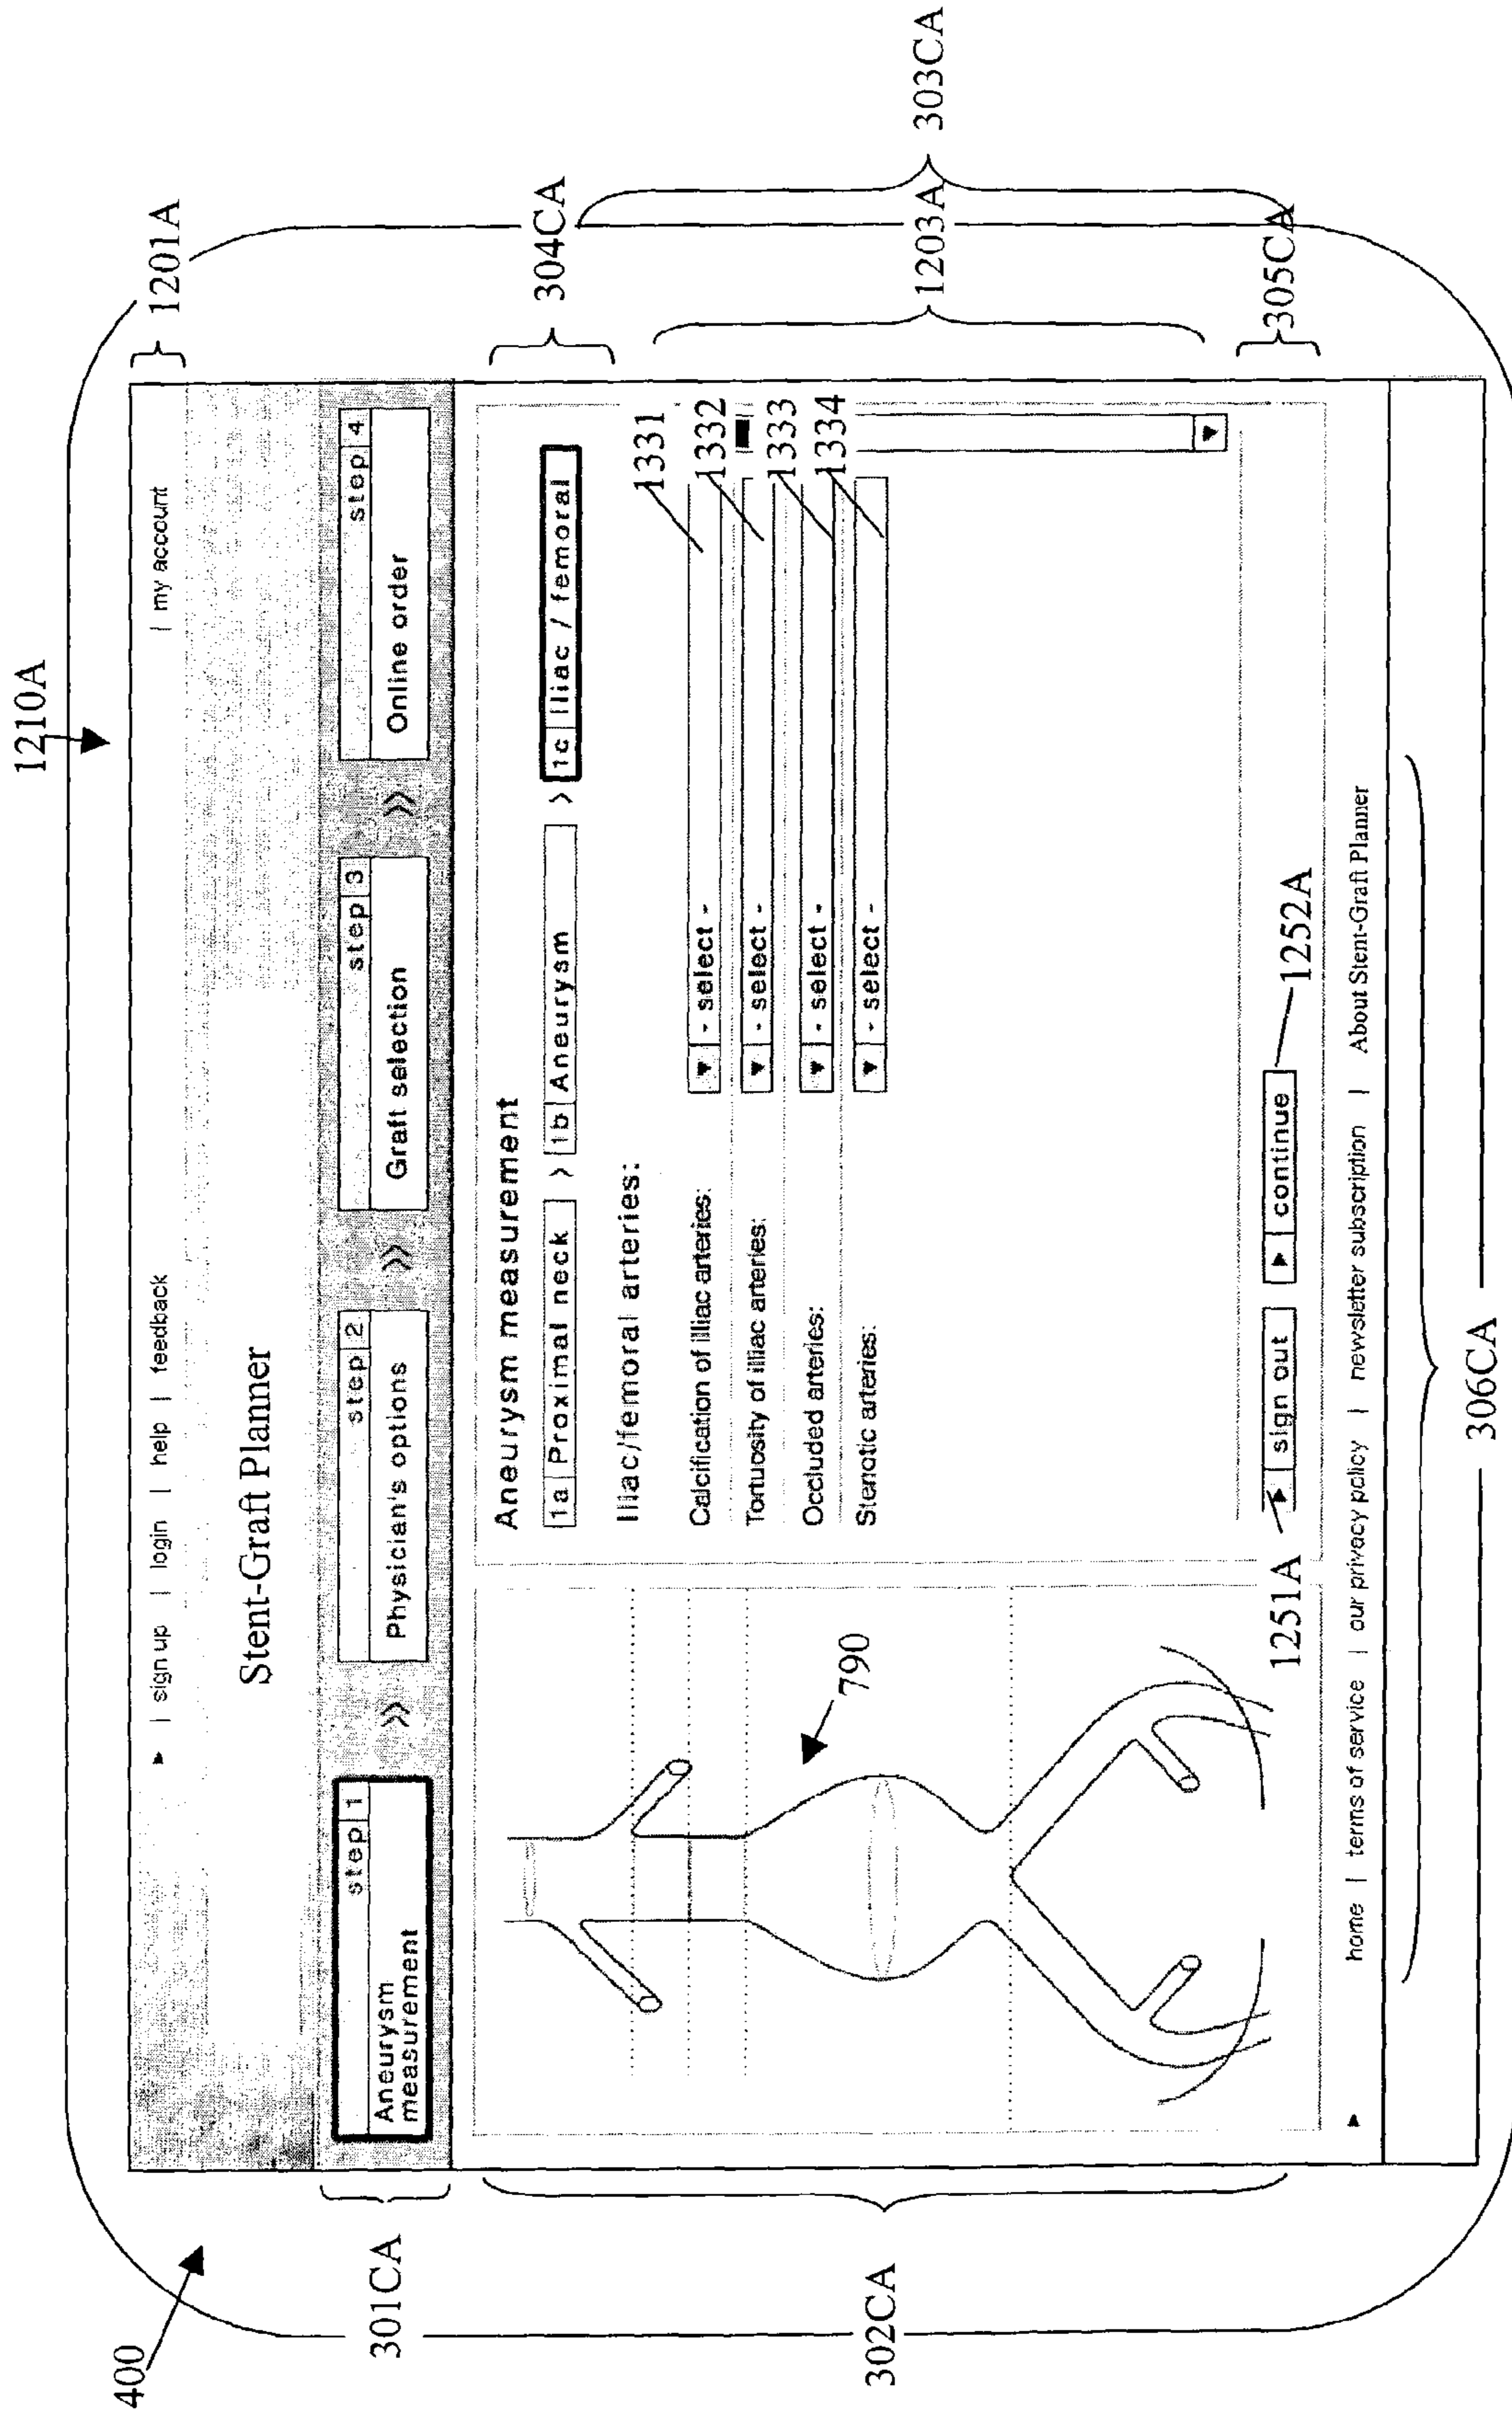 1210A
400
1201A
▸ | sign up | login | help | feedback | my account
Stent-Graft Planner
301CA
step 1
Aneurysm
measurement
>>
step 2
Physician's options
>>
step 3
Graft selection
>>
step 4
Online order
304CA
Aneurysm measurement
1a Proximal neck > 1b Aneurysm > 1c Iliac / femoral
Iliac/femoral arteries:
1331
Calcification of illiac arteries: ▾ - select -
1332
Tortuosity of illiac arteries: ▾ - select -
1333
Occluded arteries: ▾ - select -
1334
Stenotic arteries: ▾ - select -
790
302CA
1203A
303CA
305CA
1251A
▸ sign out ▸ continue
1252A
▸ home | terms of service | our privacy policy | newsletter subscription | About Stent-Graft Planner
306CA